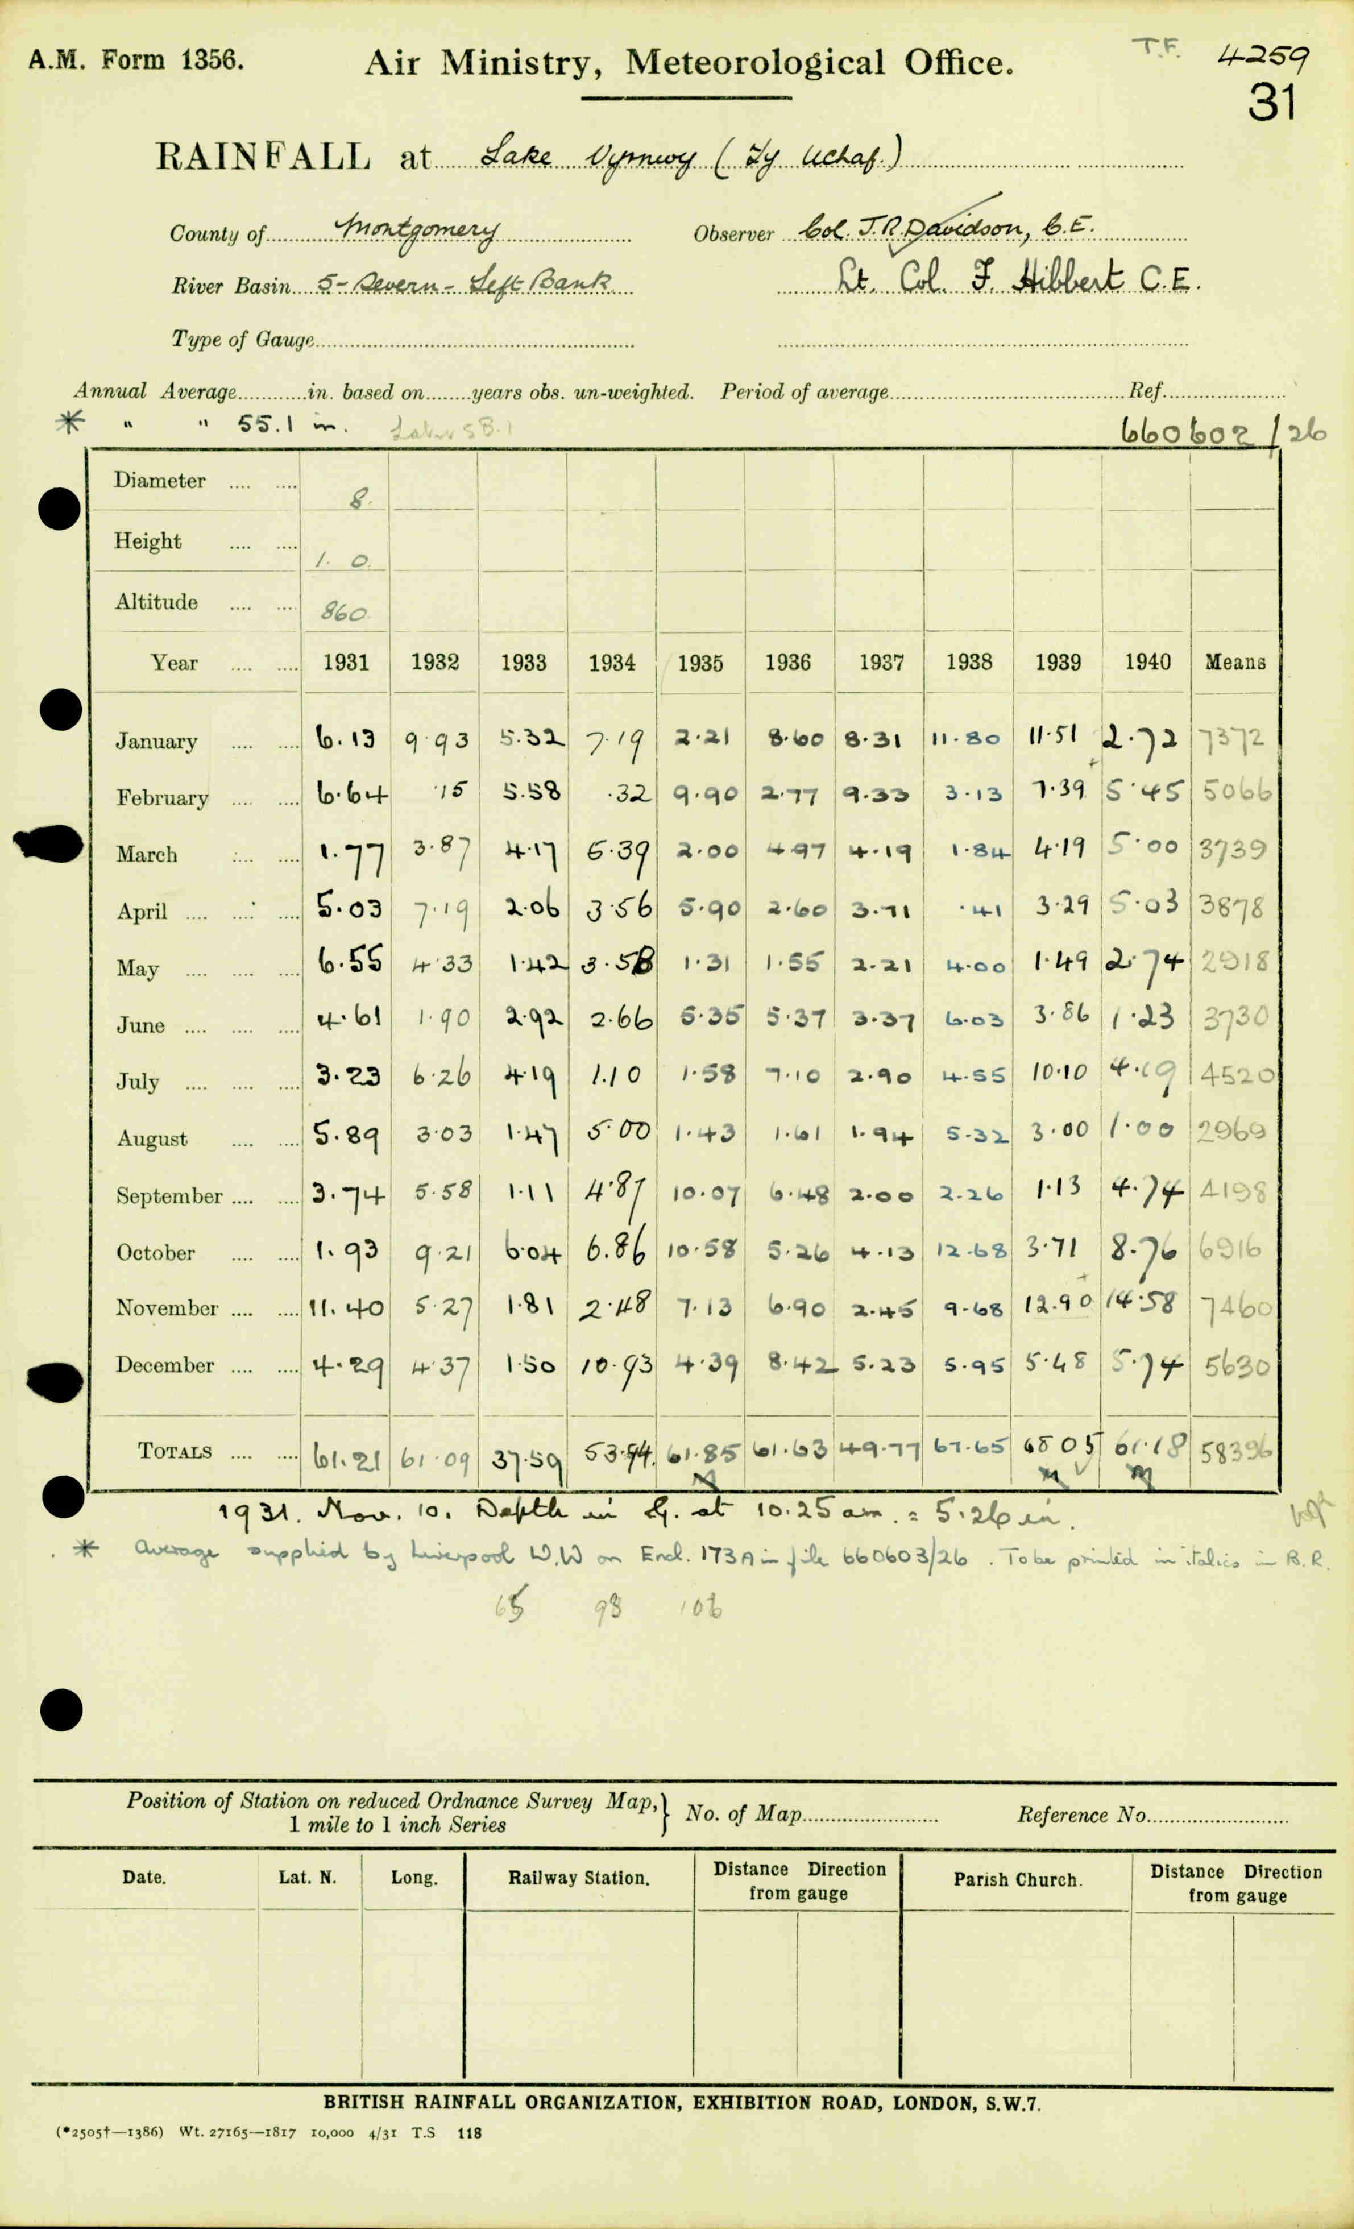 A.M. Form 1356. Air Ministry, Meteorological Office. T.F. 4259
31
RAINFALL at Lake Vyrnwy (Ty Uchaf.)
County of Montgomery Observer Col. J.R. Davidson, C.E.
River Basin 5 - Severn - Left Bank Lt. Col. F. Hibbert C.E.
Type of Gauge
Annual Average in. based on years obs. un-weighted. Period of average Ref.
* " " 55.1 in. Later 58.1 660602/26
Diameter 8.
Height 1. 0.
Altitude 860.
Year 1931 1932 1933 1934 1935 1936 1937 1938 1939 1940 Means
January 6.13 9.93 5.32 7.19 2.21 8.60 8.31 11.80 11.51 2.72 7372
February 6.64 .15 5.58 .32 9.90 2.77 9.33 3.13 7.39 5.45 5066
March 1.77 3.87 4.17 5.39 2.00 4.97 4.19 1.84 4.19 5.00 3739
April 5.03 7.19 2.06 3.56 5.90 2.60 3.71 .41 3.29 5.03 3878
May 6.55 4.33 1.42 3.58 1.31 1.55 2.21 4.00 1.49 2.74 2918
June 4.61 1.90 2.92 2.66 5.35 5.37 3.37 6.03 3.86 1.23 3730
July 3.23 6.26 4.19 1.10 1.58 7.10 2.90 4.55 10.10 4.19 4520
August 5.89 3.03 1.47 5.00 1.43 1.61 1.94 5.32 3.00 1.00 2969
September 3.74 5.58 1.11 4.87 10.07 6.48 2.00 2.26 1.13 4.74 4198
October 1.93 9.21 6.04 6.86 10.58 5.26 4.13 12.68 3.71 8.76 6916
November 11.40 5.27 1.81 2.48 7.13 6.90 2.45 9.68 12.90 14.58 7460
December 4.29 4.37 1.50 10.93 4.39 8.42 5.23 5.95 5.48 5.74 5630
TOTALS 61.21 61.09 37.59 53.94 61.85 61.63 49.77 67.65 68.05 61.18 58396
1931. Nov. 10. Depth in G. at 10.25 am. = 5.26 in.
* Average supplied by Liverpool W.W on Encl. 173A in file 660603/26. To be printed in italics in B.R.
65 98 106
Position of Station on reduced Ordnance Survey Map, } No. of Map Reference No.
1 mile to 1 inch Series
Date. Lat. N. Long. Railway Station. Distance Direction from gauge Parish Church. Distance Direction from gauge
BRITISH RAINFALL ORGANIZATION, EXHIBITION ROAD, LONDON, S.W.7.
(*2505†—1386) Wt. 27165—1817 10,000 4/31 T.S 118